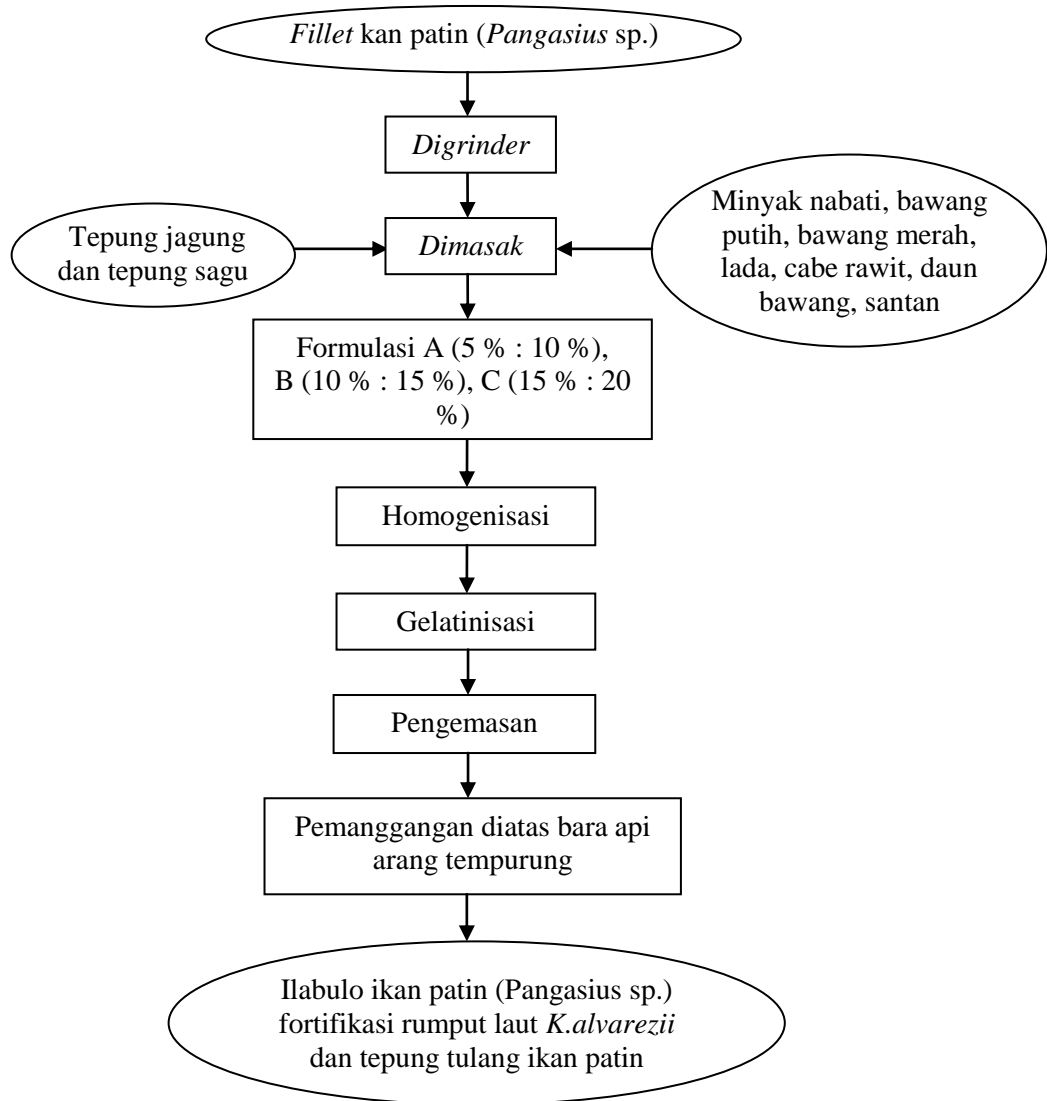 Fillet kan patin (Pangasius sp.)
Digrinder
Tepung jagung
dan tepung sagu
Dimasak
Minyak nabati, bawang
putih, bawang merah,
lada, cabe rawit, daun
bawang, santan
Formulasi A (5 % : 10 %),
B (10 % : 15 %), C (15 % : 20
%)
Homogenisasi
Gelatinisasi
Pengemasan
Pemanggangan diatas bara api
arang tempurung
Ilabulo ikan patin (Pangasius sp.)
fortifikasi rumput laut K.alvarezii
dan tepung tulang ikan patin